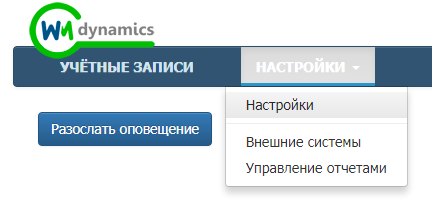 WM dynamics
УЧЁТНЫЕ ЗАПИСИ НАСТРОЙКИ
Настройки
Разослать оповещение
Внешние системы
Управление отчетами